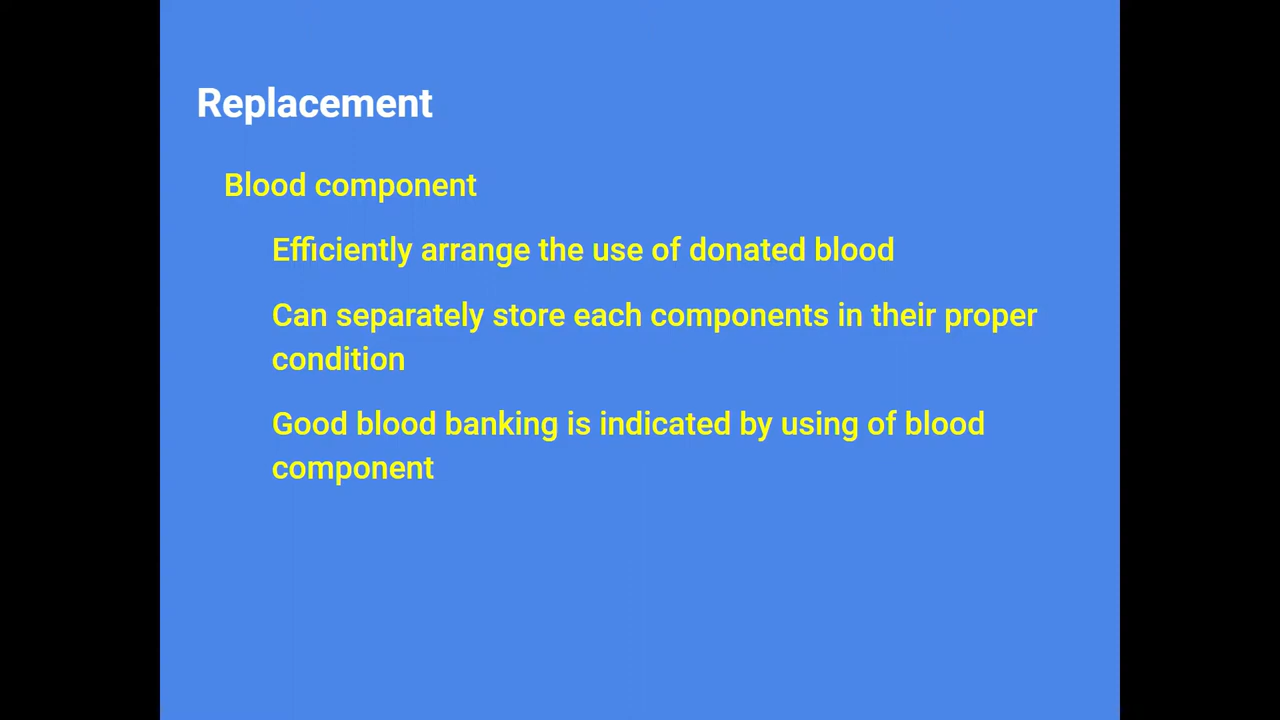 Replacement
Blood component
Efficiently arrange the use of donated blood
Can separately store each components in their proper
condition
Good blood banking is indicated by using of blood
component